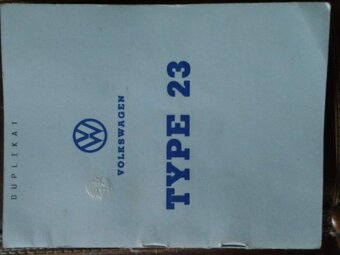 DUPLIKAT
VOLKSWAGEN
TYPE 23